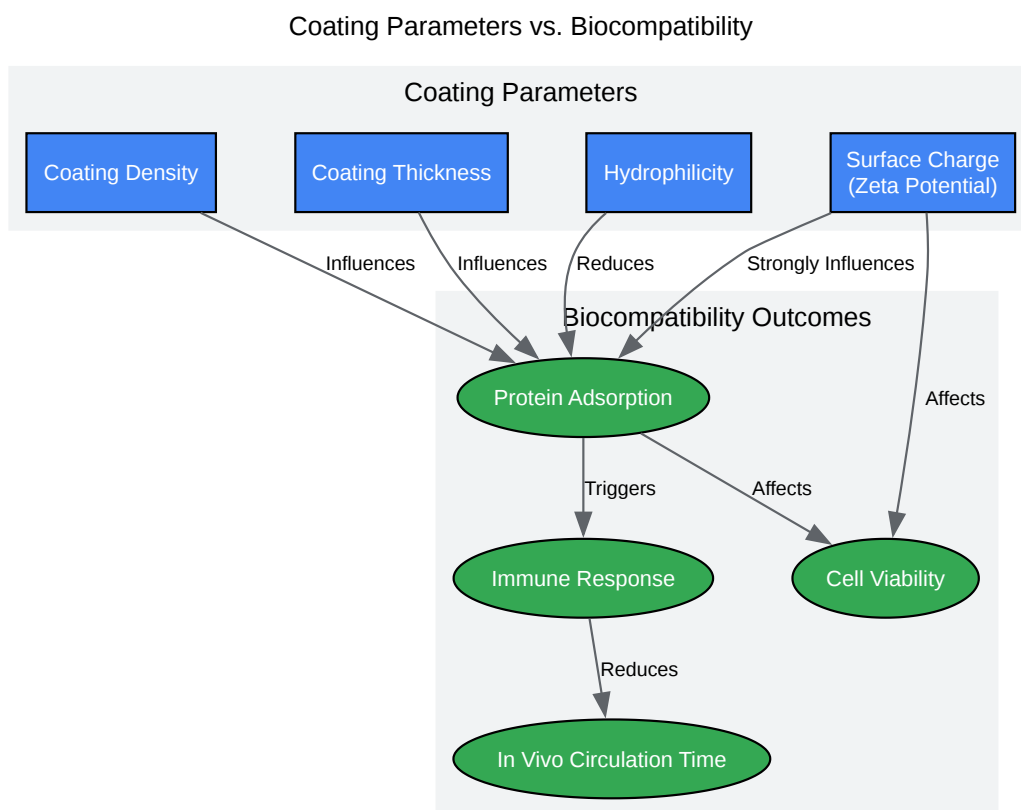 Coating Parameters vs. Biocompatibility
Coating Parameters
Coating Density
Coating Thickness
Hydrophilicity
Surface Charge
(Zeta Potential)
Influences
Influences
Reduces
Strongly Influences
Biocompatibility Outcomes
Protein Adsorption
Affects
Triggers
Affects
Immune Response
Cell Viability
Reduces
In Vivo Circulation Time